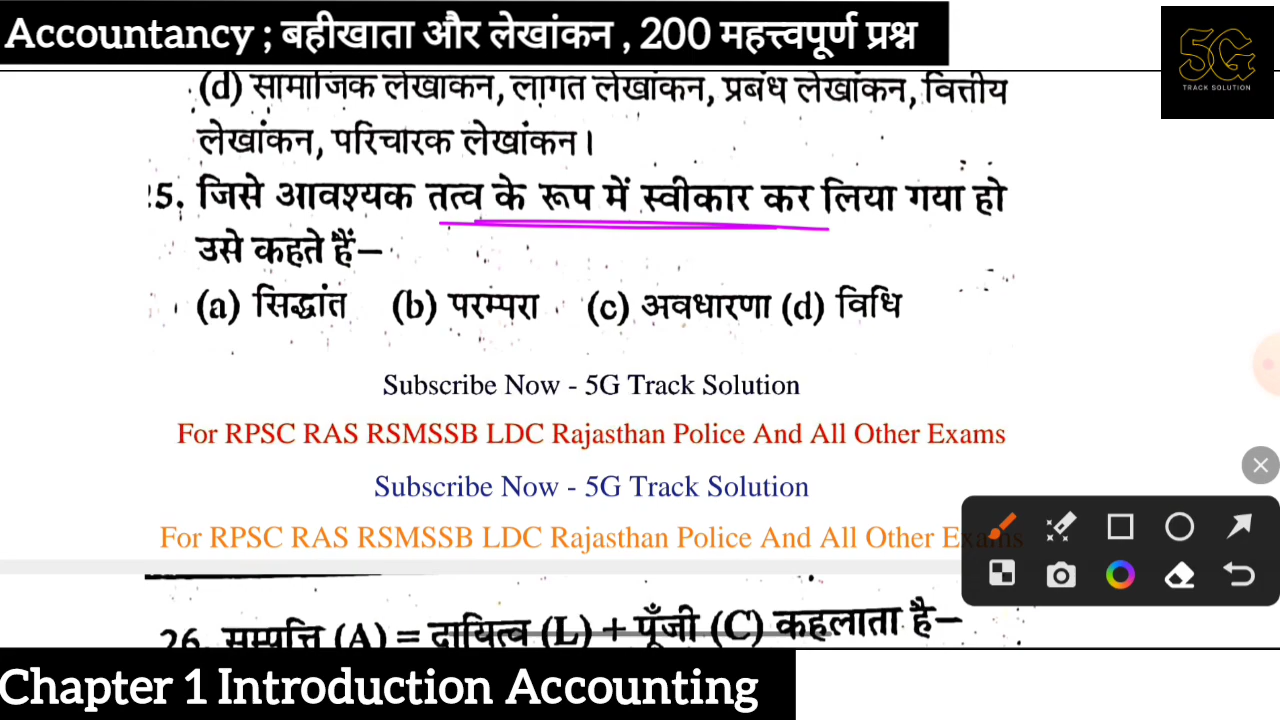 Accountancy ; बहीखाता और लेखांकन , 200 महत्त्वपूर्ण प्रश्न
5G
TRACK SOLUTION
(d) सामाजिक लेखाकन, लागत लेखांकन, प्रबंध लेखांकन, वित्तीय
लेखांकन, परिचारक लेखांकन।
5. जिसे आवश्यक तत्व के रूप में स्वीकार कर लिया गया हो
उसे कहते हैं–
(a) सिद्धांत (b) परम्परा (c) अवधारणा (d) विधि
Subscribe Now - 5G Track Solution
For RPSC RAS RSMSSB LDC Rajasthan Police And All Other Exams
Subscribe Now - 5G Track Solution
For RPSC RAS RSMSSB LDC Rajasthan Police And All Other Exams
26. सम्पत्ति (A) = दायित्व (L) + पूँजी (C) कहलाता है–
Chapter 1 Introduction Accounting